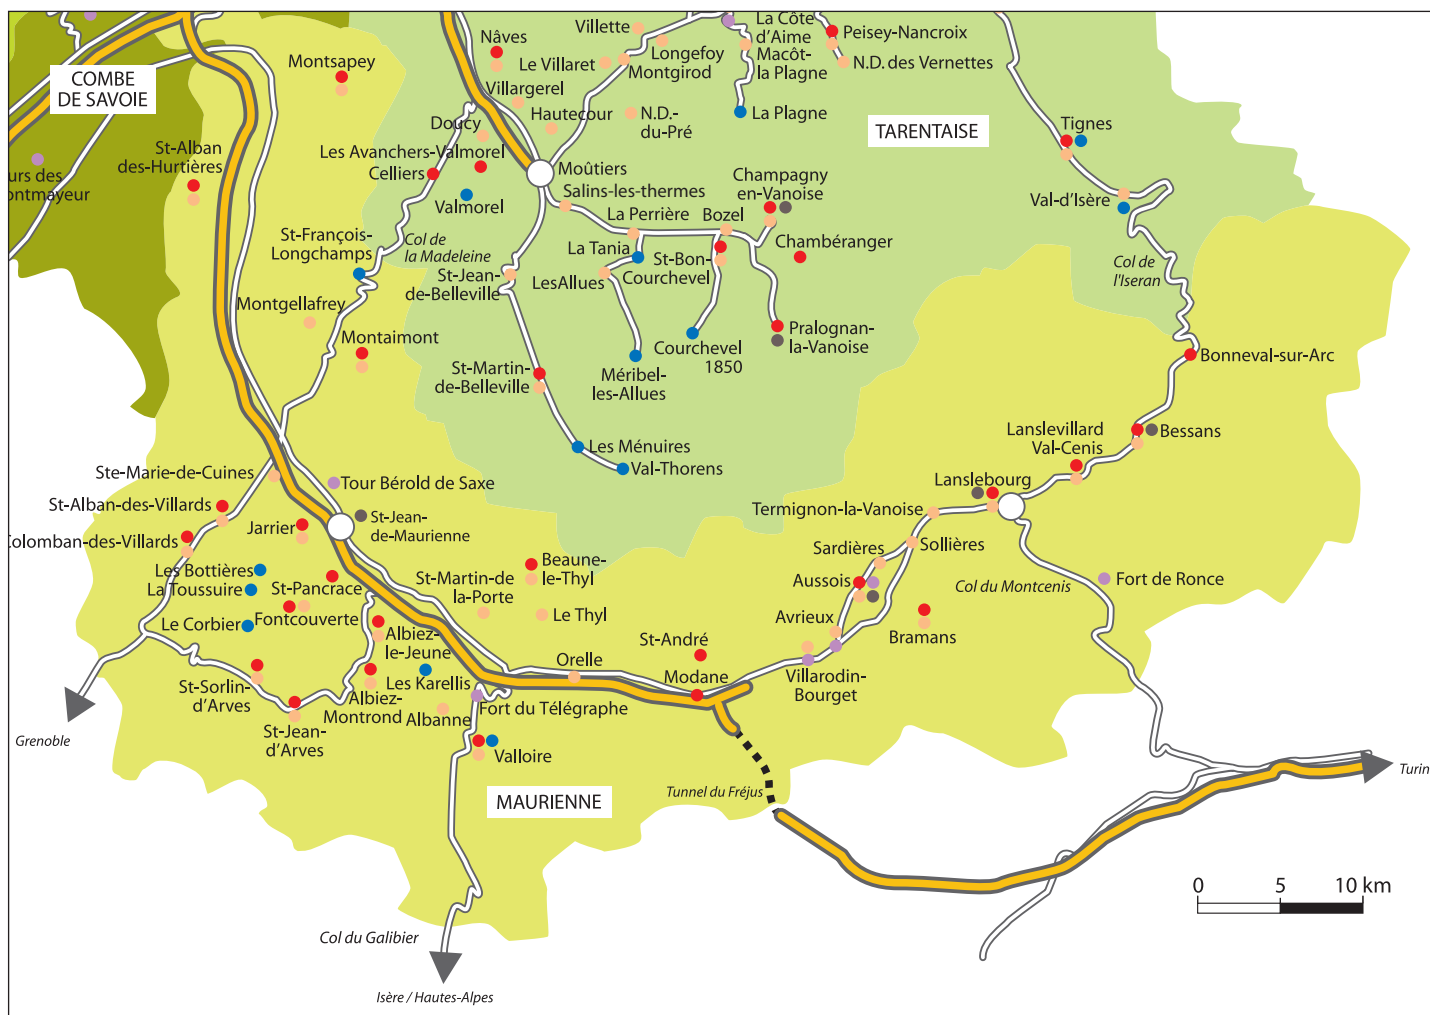 COMBE
DE SAVOIE
Montsapey
St-Alban
des-Hurtières
urs des
ontmayeur
Nâves
Villette
Le Villaret
Longefoy
Montgirod
La Côte
d'Aime
Macôt-
la Plagne
Peisey-Nancroix
N.D. des Vernettes
Villargerel
Hautecour
N.D.-
du-Pré
La Plagne
TARENTAISE
Tignes
Doucy
Les Avanchers-Valmorel
Celliers
Moûtiers
Valmorel
Salins-les-thermes
Champagny
en-Vanoise
Val-d'Isère
La Perrière
Bozel
St-François-
Longchamps
Col de
la Madeleine
La Tania
St-Bon-
Courchevel
Chambéranger
St-Jean-
de-Belleville
LesAllues
Col de
l'Iseran
Montgellafrey
Montaimont
Pralognan-
la-Vanoise
Courchevel
1850
Bonneval-sur-Arc
St-Martin-
de-Belleville
Méribel-
les-Allues
Les Ménuires
Val-Thorens
Lanslevillard
Val-Cenis
Bessans
Ste-Marie-de-Cuines
Tour Bérold de Saxe
Lanslebourg
St-Alban-des-Villards
Termignon-la-Vanoise
Jarrier
St-Jean-
de-Maurienne
Colomban-des-Villards
Sardières
Sollières
Les Bottières
La Toussuire
St-Pancrace
St-Martin-de
la-Porte
Beaune-
le-Thyl
Aussois
Col du Montcenis
Fort de Ronce
Fontcouverte
Le Corbier
Albiez-
le-Jeune
Le Thyl
Avrieux
Bramans
St-André
Orelle
Modane
Villarodin-
Bourget
St-Sorlin-
d'Arves
Les Karellis
Albiez-
Montrond
Albanne
Fort du Télégraphe
St-Jean-
d'Arves
Grenoble
Valloire
MAURIENNE
Tunnel du Fréjus
Turin
0 5 10 km
Col du Galibier
Isère / Hautes-Alpes